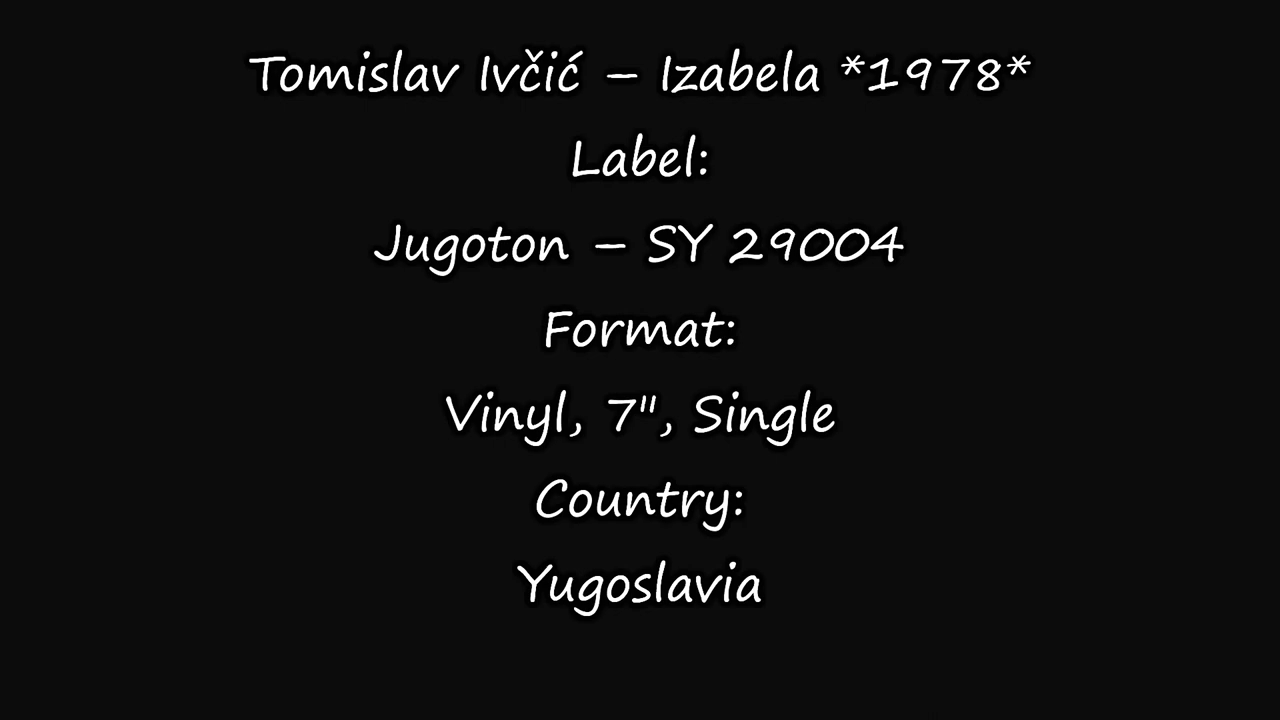 Tomislav Ivčić – Izabela *1978*
Label:
Jugoton – SY 29004
Format:
Vinyl, 7", Single
Country:
Yugoslavia